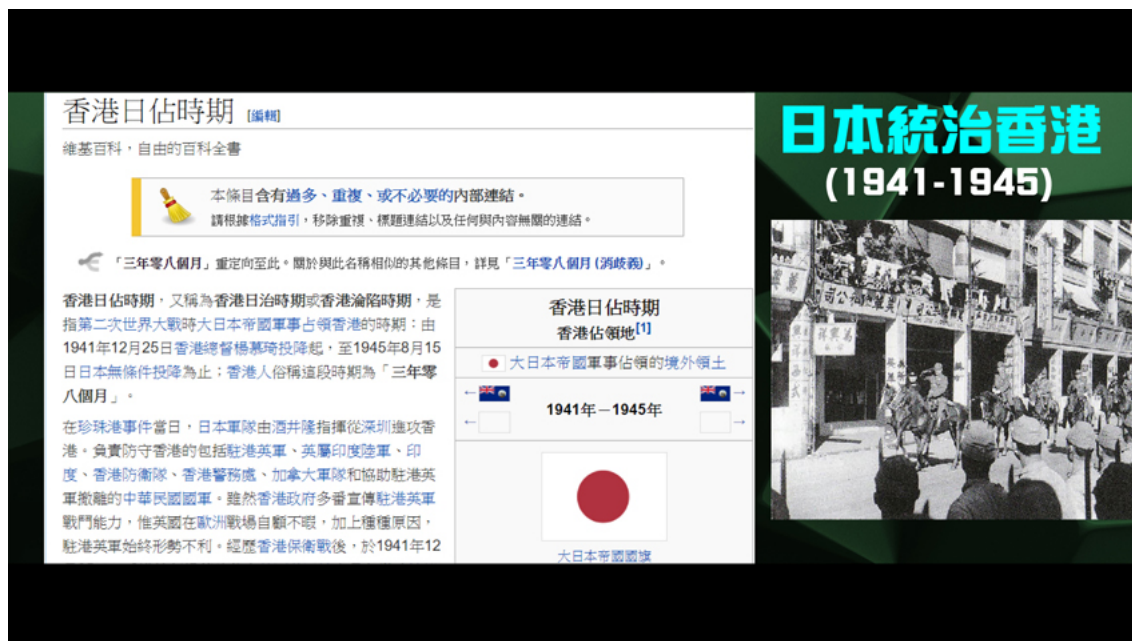 香港日佔時期 [編輯]
維基百科，自由的百科全書
本條目含有過多、重複、或不必要的內部連結。
請根據格式指引，移除重複、標題連結以及任何與內容無關的連結。
「三年零八個月」重定向至此。關於與此名稱相似的其他條目，詳見「三年零八個月 (消歧義)」。
香港日佔時期，又稱為香港日治時期或香港淪陷時期，是
指第二次世界大戰時大日本帝國軍事占領香港的時期：由
1941年12月25日香港總督楊慕琦投降起，至1945年8月15
日日本無條件投降為止；香港人俗稱這段時期為「三年零
八個月」。
在珍珠港事件當日，日本軍隊由酒井隆指揮從深圳進攻香
港。負責防守香港的包括駐港英軍、英屬印度陸軍、印
度、香港防衛隊、香港警務處、加拿大軍隊和協助駐港英
軍撤離的中華民國國軍。雖然香港政府多番宣傳駐港英軍
戰鬥能力，惟英國在歐洲戰場自顧不暇，加上種種原因，
駐港英軍始終形勢不利。經歷香港保衛戰後，於1941年12
香港日佔時期
香港佔領地[1]
大日本帝國軍事佔領的境外領土
← →
1941年－1945年
← →
大日本帝國國旗
日本統治香港
(1941-1945)